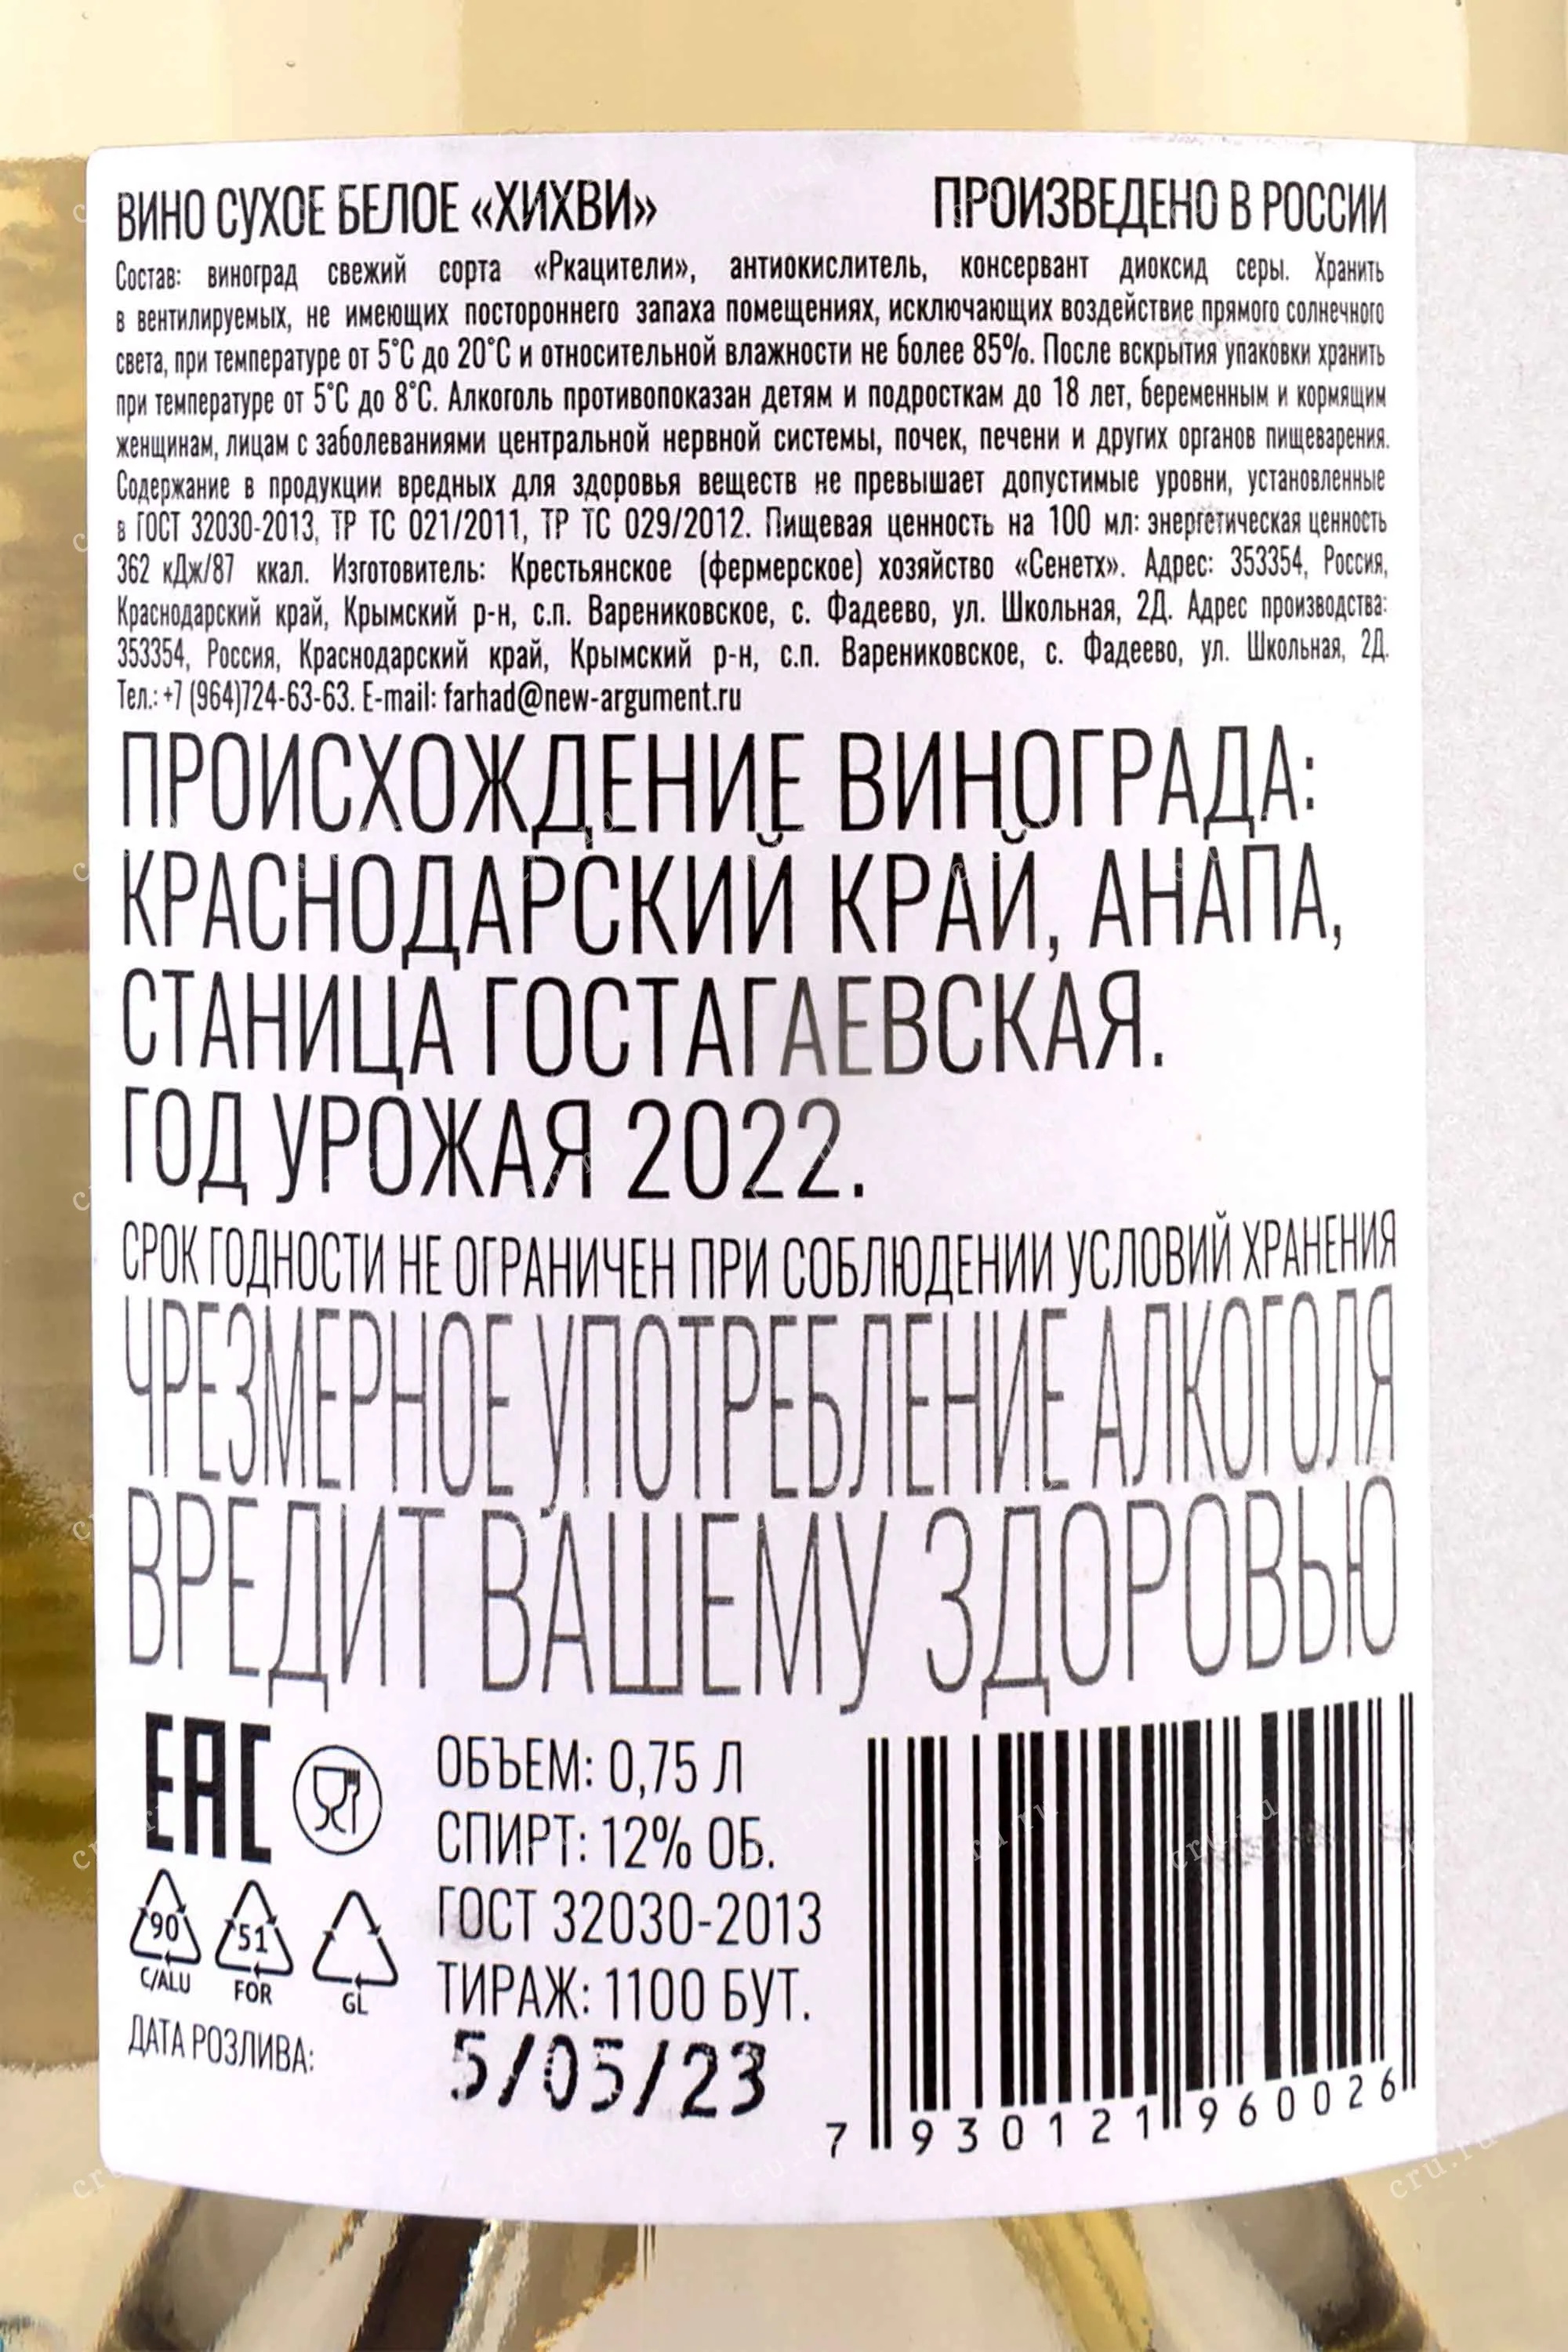 ВИНО СУХОЕ БЕЛОЕ «ХИХВИ» ПРОИЗВЕДЕНО В РОССИИ
Состав: виноград свежий сорта «Ркацители», антиокислитель, консервант диоксид серы. Хранить
в вентилируемых, не имеющих постороннего запаха помещениях, исключающих воздействие прямого солнечного
света, при температуре от 5°С до 20°С и относительной влажности не более 85%. После вскрытия упаковки хранить
при температуре от 5°С до 8°С. Алкоголь противопоказан детям и подросткам до 18 лет, беременным и кормящим
женщинам, лицам с заболеваниями центральной нервной системы, почек, печени и других органов пищеварения.
Содержание в продукции вредных для здоровья веществ не превышает допустимые уровни, установленные
в ГОСТ 32030-2013, ТР ТС 021/2011, ТР ТС 029/2012. Пищевая ценность на 100 мл: энергетическая ценность
362 кДж/87 ккал. Изготовитель: Крестьянское (фермерское) хозяйство «Сенетх». Адрес: 353354, Россия,
Краснодарский край, Крымский р-н, с.п. Варениковское, с. Фадеево, ул. Школьная, 2Д. Адрес производства:
353354, Россия, Краснодарский край, Крымский р-н, с.п. Варениковское, с. Фадеево, ул. Школьная, 2Д.
Тел.: +7 (964)724-63-63. E-mail: farhad@new-argument.ru
ПРОИСХОЖДЕНИЕ ВИНОГРАДА:
КРАСНОДАРСКИЙ КРАЙ, АНАПА,
СТАНИЦА ГОСТАГАЕВСКАЯ.
ГОД УРОЖАЯ 2022.
СРОК ГОДНОСТИ НЕ ОГРАНИЧЕН ПРИ СОБЛЮДЕНИИ УСЛОВИЙ ХРАНЕНИЯ
ЧРЕЗМЕРНОЕ УПОТРЕБЛЕНИЕ АЛКОГОЛЯ
ВРЕДИТ ВАШЕМУ ЗДОРОВЬЮ
EAC
90
C/ALU
51
FOR
GL
ОБЪЕМ: 0,75 Л
СПИРТ: 12% ОБ.
ГОСТ 32030-2013
ТИРАЖ: 1100 БУТ.
ДАТА РОЗЛИВА:
5/05/23
7 930121 960026
cru.ru